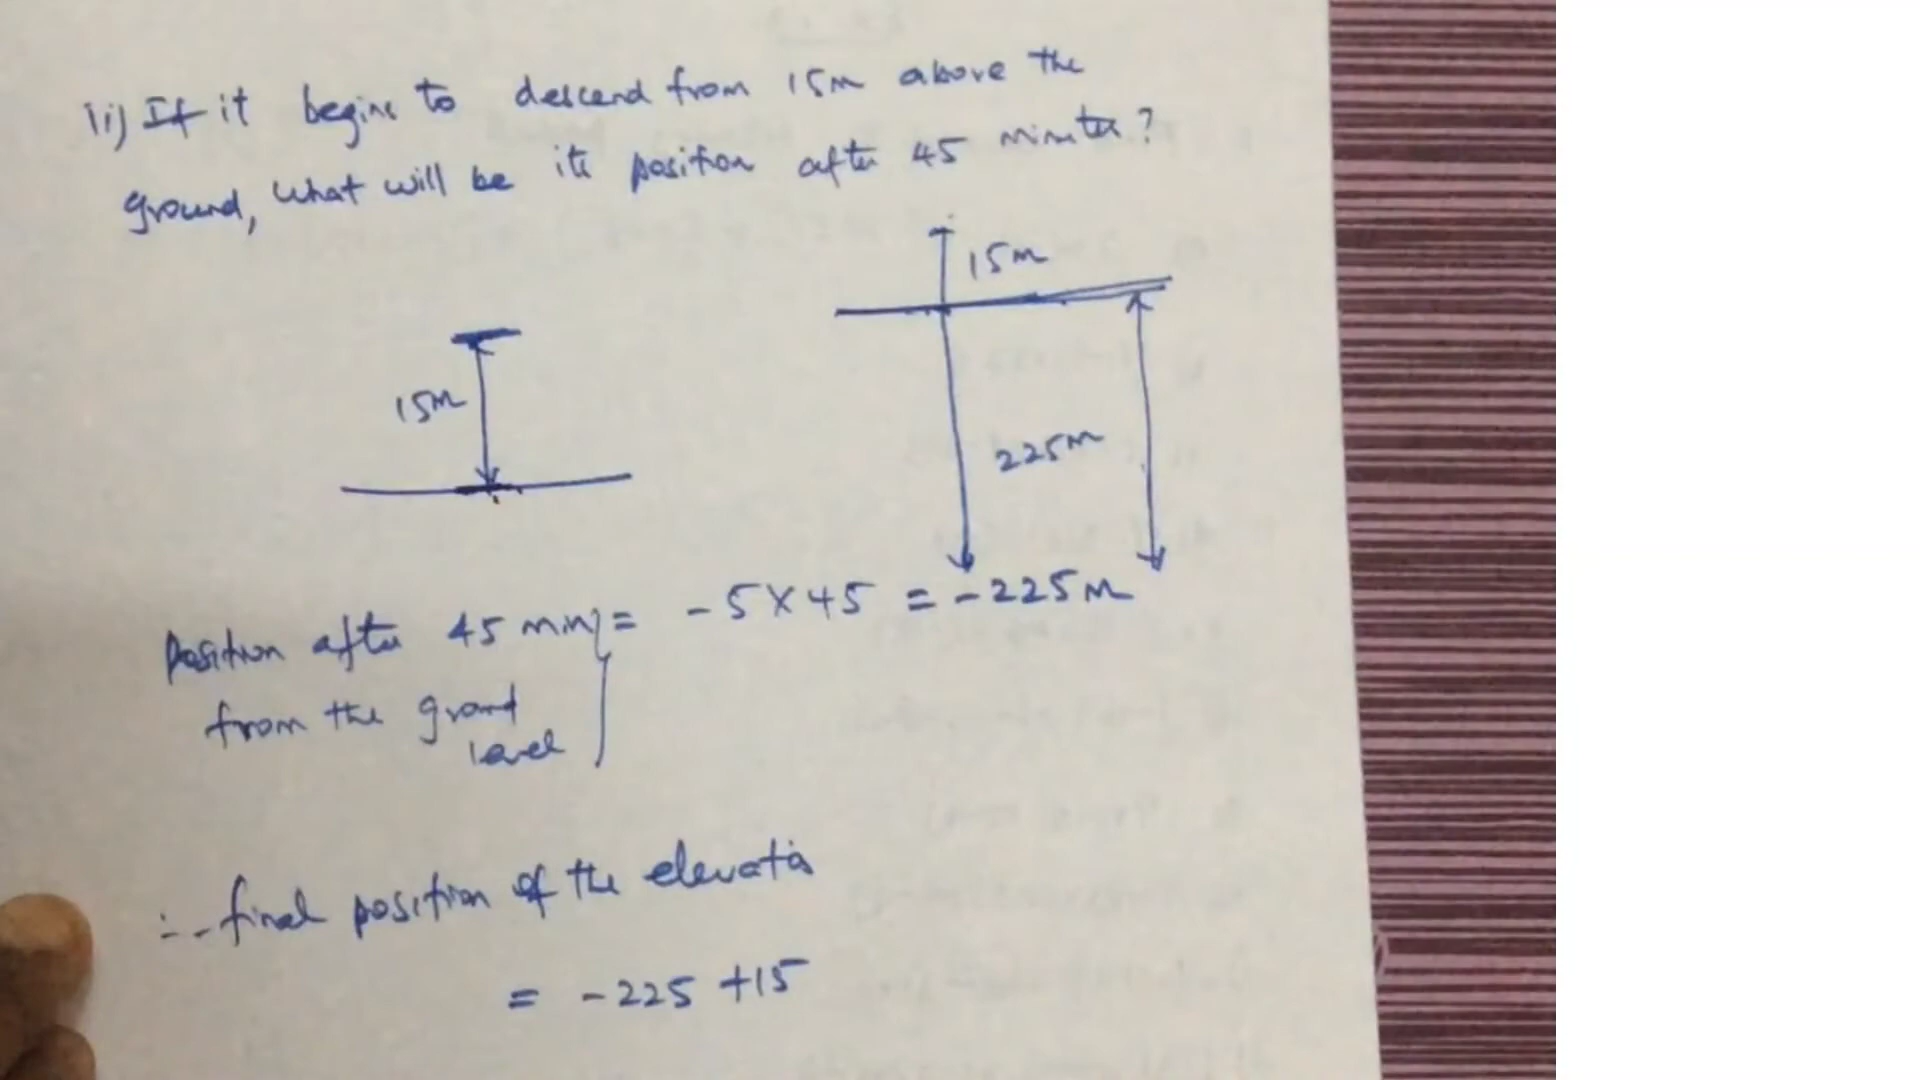 ii) If it begins to descend from 15m above the
ground, what will be its position after 45 minutes?
15m
15m
225m
Position after 45 min = -5 X 45 = -225m
from the ground
level
∴ final position of the elevator
= -225 +15